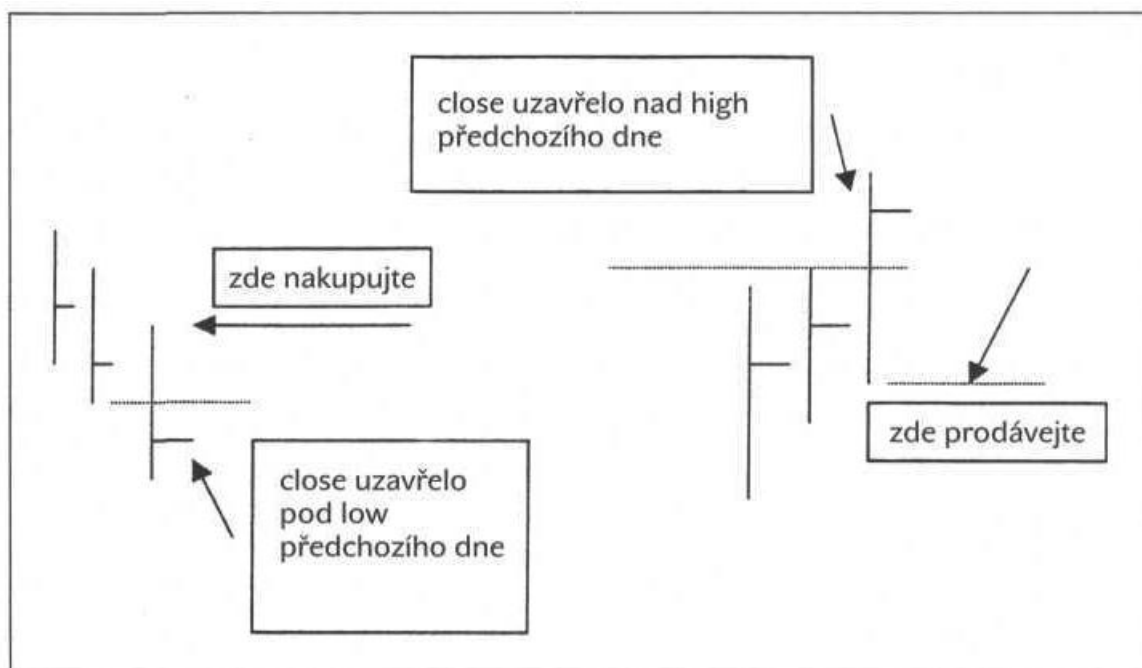 close uzavřelo nad high
předchozího dne
zde nakupujte
zde prodávejte
close uzavřelo
pod low
předchozího dne